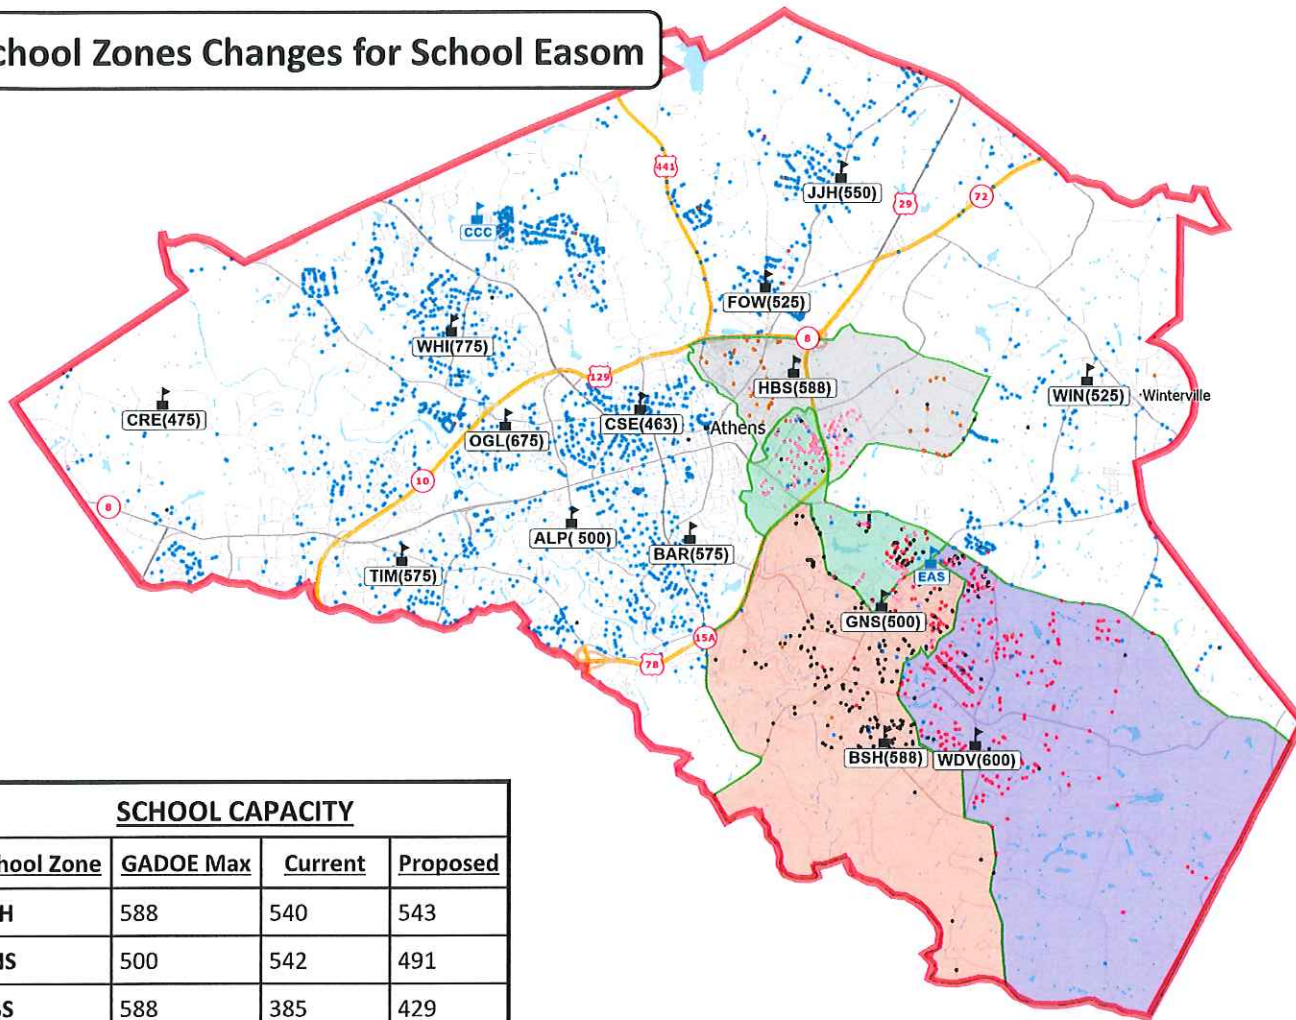 chool Zones Changes for School Easom
441
JJH(550)
29
72
CCC
FOW(525)
WHI(775)
8
129
HBS(588)
WIN(525)
Winterville
CRE(475)
CSE(463)
OGL(675)
Athens
10
8
ALP( 500)
BAR(575)
TIM(575)
EAS
GNS(500)
15A
78
BSH(588)
WDV(600)
SCHOOL CAPACITY
hool Zone GADOE Max Current Proposed
H 588 540 543
IS 500 542 491
S 588 385 429